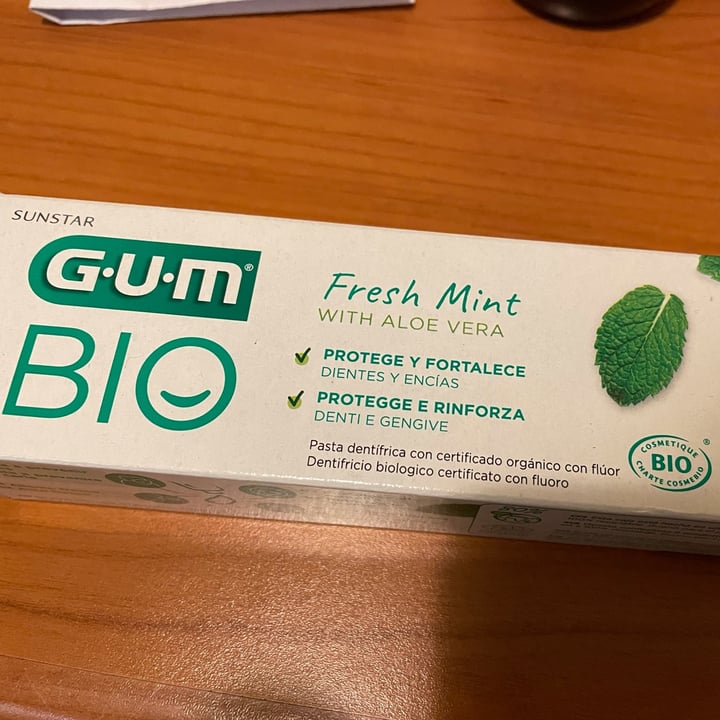 SUNSTAR
G·U·M®
BIO
Fresh Mint
WITH ALOE VERA
PROTEGE Y FORTALECE
DIENTES Y ENCÍAS
PROTEGGE E RINFORZA
DENTI E GENGIVE
Pasta dentífrica con certificado orgánico con flúor
Dentifricio biologico certificato con fluoro
COSMETIQUE
BIO
CHARTE COSMEBIO
®